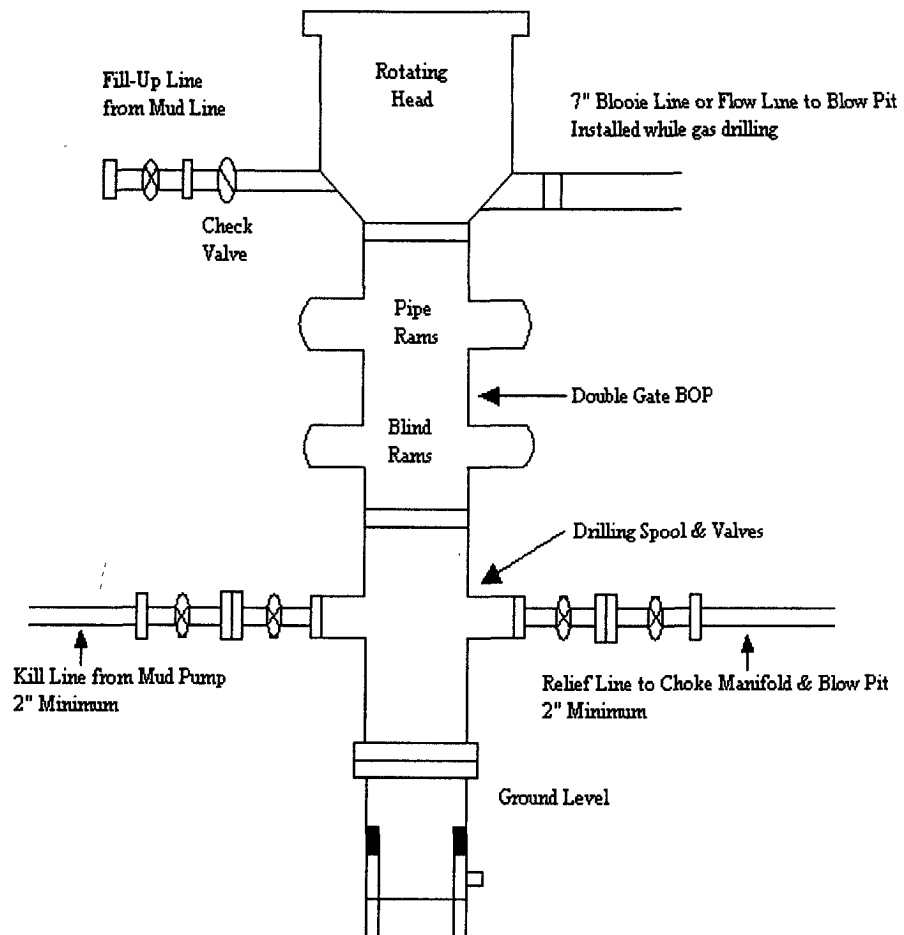 Rotating
Head
Fill-Up Line
from Mud Line
7" Blooie Line or Flow Line to Blow Pit
Installed while gas drilling
Check
Valve
Pipe
Rams
Double Gate BOP
Blind
Rams
Drilling Spool & Valves
Kill Line from Mud Pump
2" Minimum
Relief Line to Choke Manifold & Blow Pit
2" Minimum
Ground Level